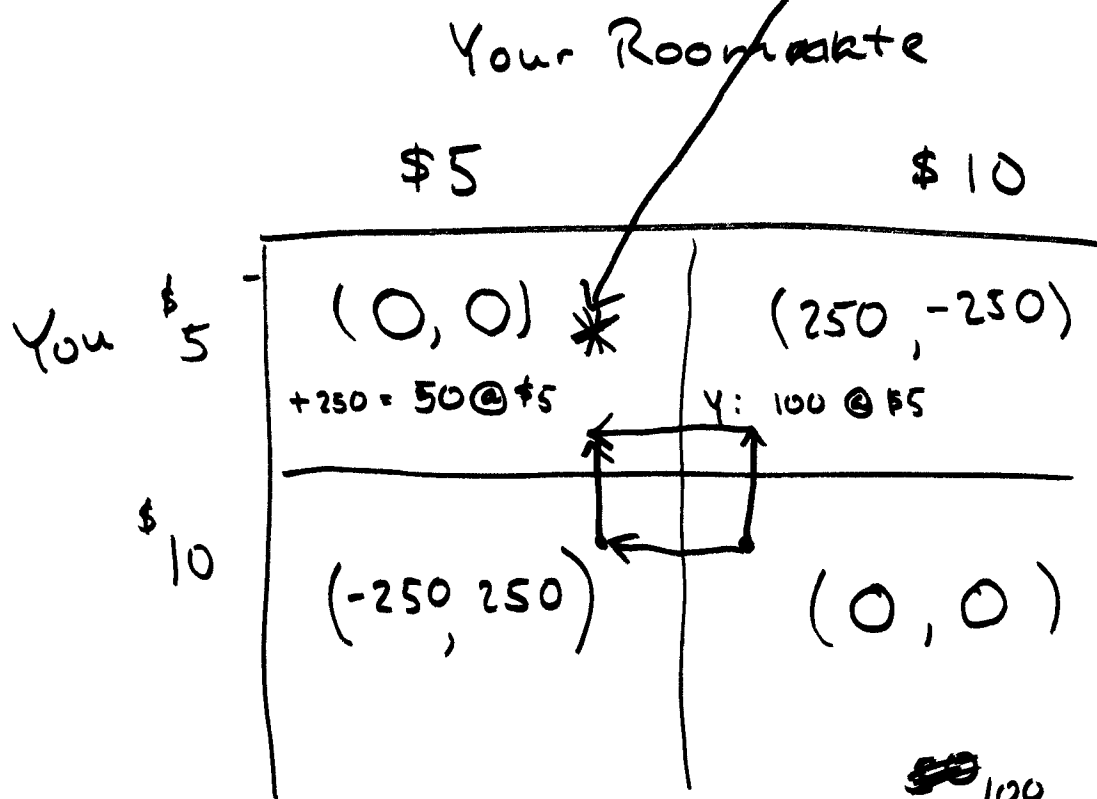 Your Roommate
$5 $10
You $5 (0, 0) (250, -250)
+250 = 50 @ $5 Y: 100 @ $5
$10 (-250, 250) (0, 0)
100